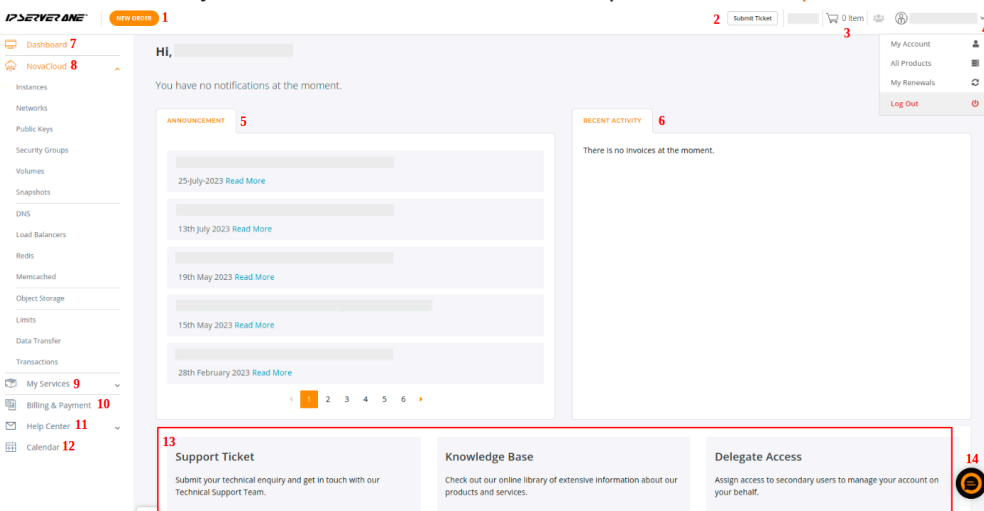 IP SERVER ONE NEW ORDER 1
2 Submit Ticket 0 Item
3
Dashboard 7
NovaCloud 8
Instances
Networks
Public Keys
Security Groups
Volumes
Snapshots
DNS
Load Balancers
Redis
Memcached
Object Storage
Limits
Data Transfer
Transactions
My Services 9
Billing & Payment 10
Help Center 11
Calendar 12
My Account
All Products
My Renewals
Log Out
Hi,
You have no notifications at the moment.
ANNOUNCEMENT 5
25-July-2023 Read More
13th July 2023 Read More
19th May 2023 Read More
15th May 2023 Read More
28th February 2023 Read More
1 2 3 4 5 6
RECENT ACTIVITY 6
There is no invoices at the moment.
13
Support Ticket
Submit your technical enquiry and get in touch with our
Technical Support Team.
Knowledge Base
Check out our online library of extensive information about our
products and services.
Delegate Access
Assign access to secondary users to manage your account on
your behalf.
14